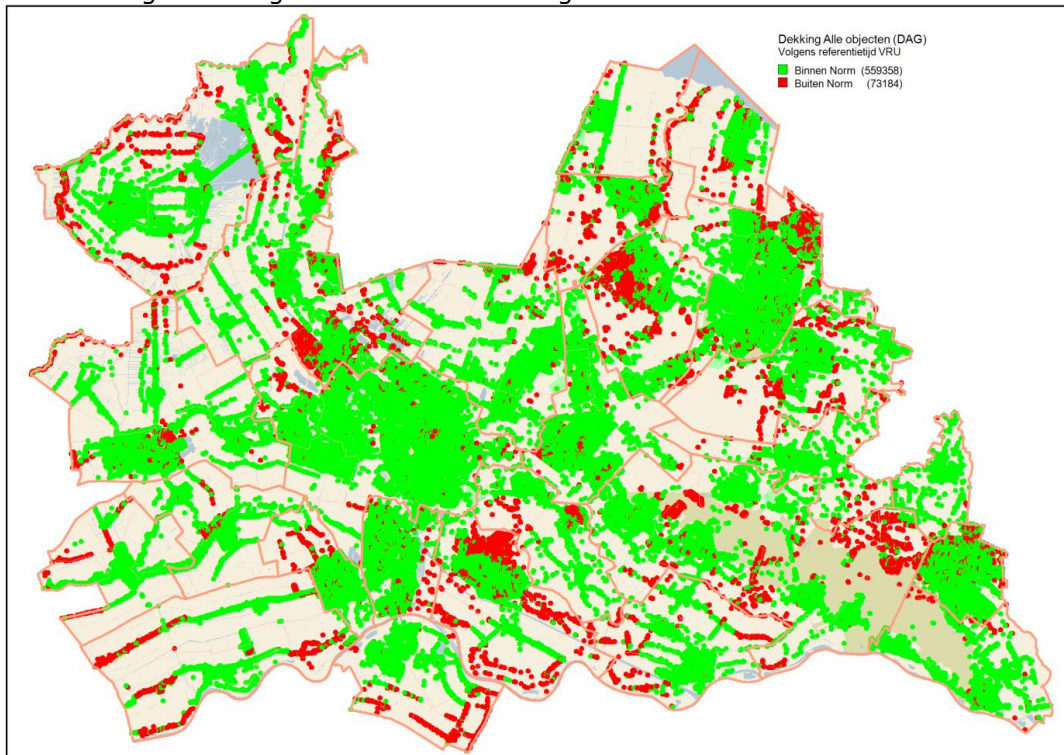 Dekking Alle objecten (DAG)
Volgens referentietijd VRU
Binnen Norm (559358)
Buiten Norm (73184)